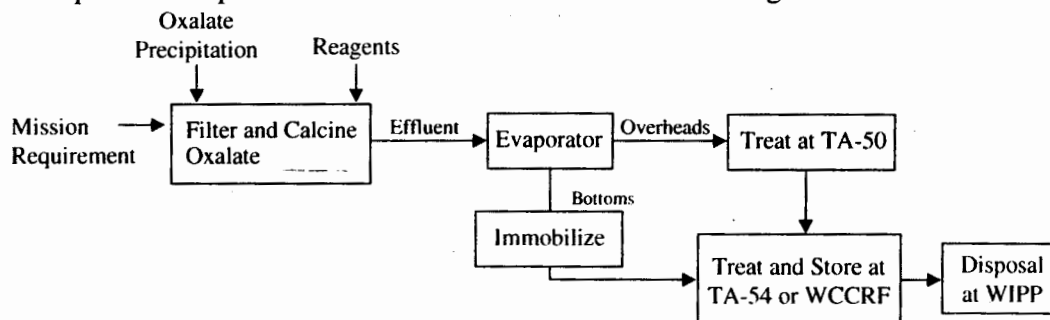 Oxalate
Precipitation
Reagents
Mission
Requirement
Filter and Calcine
Oxalate
Effluent
Evaporator
Overheads
Treat at TA-50
Bottoms
Immobilize
Treat and Store at
TA-54 or WCCRF
Disposal
at WIPP